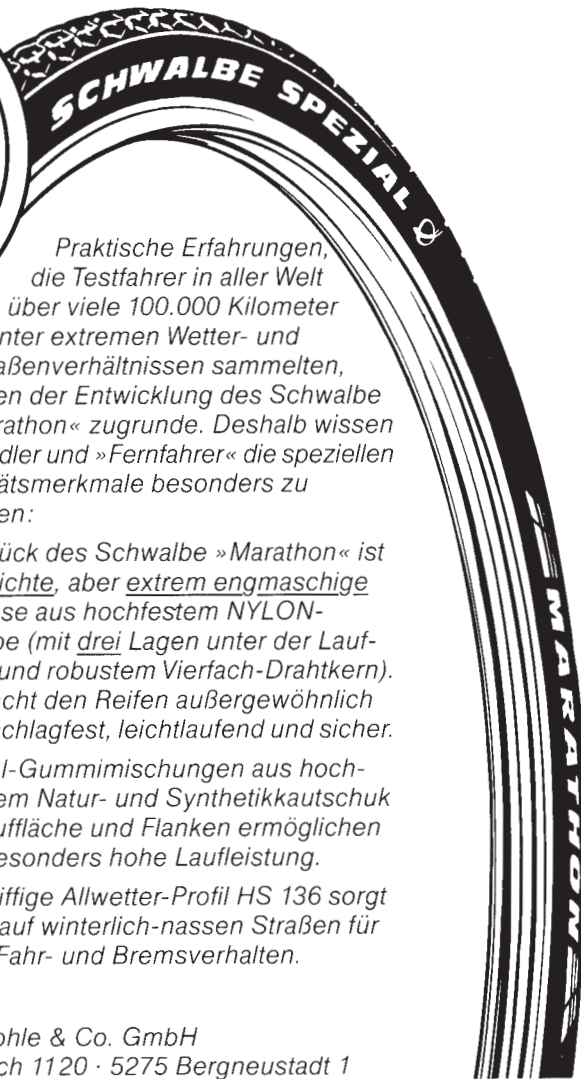 SCHWALBE SPEZIAL
Praktische Erfahrungen,
die Testfahrer in aller Welt
über viele 100.000 Kilometer
nter extremen Wetter- und
aßenverhältnissen sammelten,
en der Entwicklung des Schwalbe
rathon« zugrunde. Deshalb wissen
dler und »Fernfahrer« die speziellen
ätsmerkmale besonders zu
en:
ück des Schwalbe »Marathon« ist
ichte, aber extrem engmaschige
se aus hochfestem NYLON-
be (mit drei Lagen unter der Lauf-
und robustem Vierfach-Drahtkern).
cht den Reifen außergewöhnlich
chlagfest, leichtlaufend und sicher.
l-Gummimischungen aus hoch-
em Natur- und Synthetikkautschuk
uffläche und Flanken ermöglichen
esonders hohe Laufleistung.
iffige Allwetter-Profil HS 136 sorgt
auf winterlich-nassen Straßen für
Fahr- und Bremsverhalten.
MARATHON
ohle & Co. GmbH
ch 1120 · 5275 Bergneustadt 1